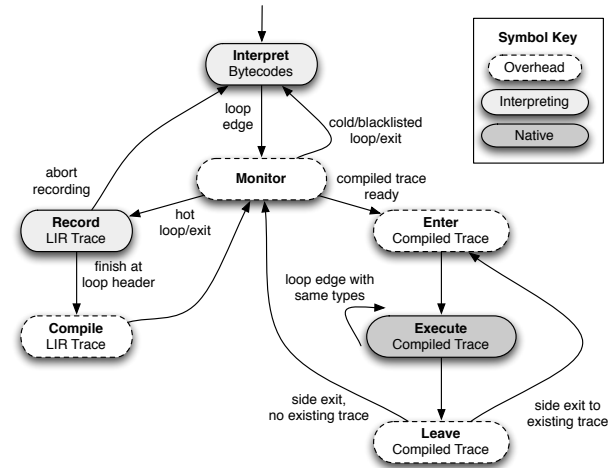 Symbol Key
Overhead
Interpreting
Native
Interpret
Bytecodes
loop
edge
cold/blacklisted
loop/exit
abort
recording
Monitor
compiled trace
ready
Record
LIR Trace
hot
loop/exit
Enter
Compiled Trace
finish at
loop header
loop edge with
same types
Compile
LIR Trace
Execute
Compiled Trace
side exit,
no existing trace
side exit to
existing trace
Leave
Compiled Trace